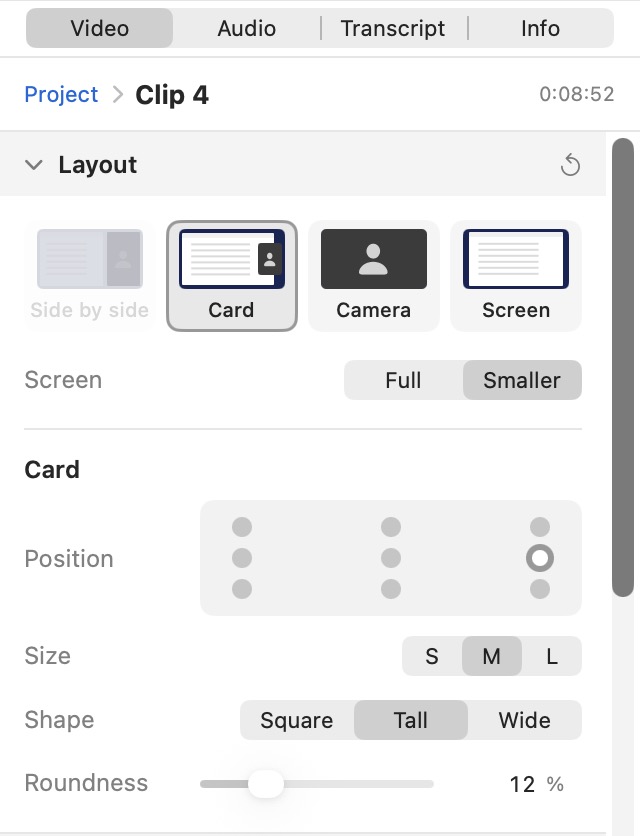 Video Audio Transcript Info
Project Clip 4 0:08:52
Layout
Side by side Card Camera Screen
Screen Full Smaller
Card
Position
Size S M L
Shape Square Tall Wide
Roundness 12 %